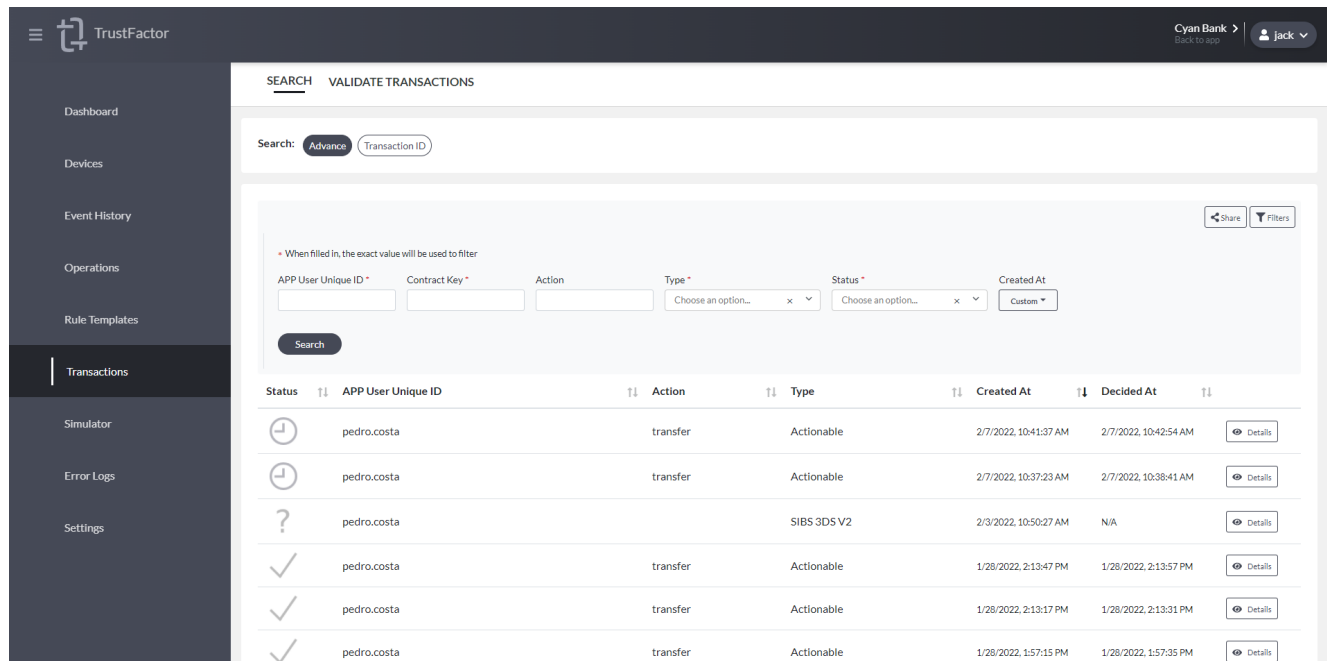 TrustFactor
Cyan Bank
Back to app
jack
Dashboard
Devices
Event History
Operations
Rule Templates
Transactions
Simulator
Error Logs
Settings
SEARCH VALIDATE TRANSACTIONS
Search: Advance Transaction ID
Share Filters
* When filled in, the exact value will be used to filter
APP User Unique ID * Contract Key * Action Type * Status * Created At
Choose an option... × Choose an option... × Custom
Search
Status APP User Unique ID Action Type Created At Decided At
pedro.costa transfer Actionable 2/7/2022, 10:41:37 AM 2/7/2022, 10:42:54 AM Details
pedro.costa transfer Actionable 2/7/2022, 10:37:23 AM 2/7/2022, 10:38:41 AM Details
? pedro.costa SIBS 3DS V2 2/3/2022, 10:50:27 AM N/A Details
pedro.costa transfer Actionable 1/28/2022, 2:13:47 PM 1/28/2022, 2:13:57 PM Details
pedro.costa transfer Actionable 1/28/2022, 2:13:17 PM 1/28/2022, 2:13:31 PM Details
pedro.costa transfer Actionable 1/28/2022, 1:57:15 PM 1/28/2022, 1:57:35 PM Details